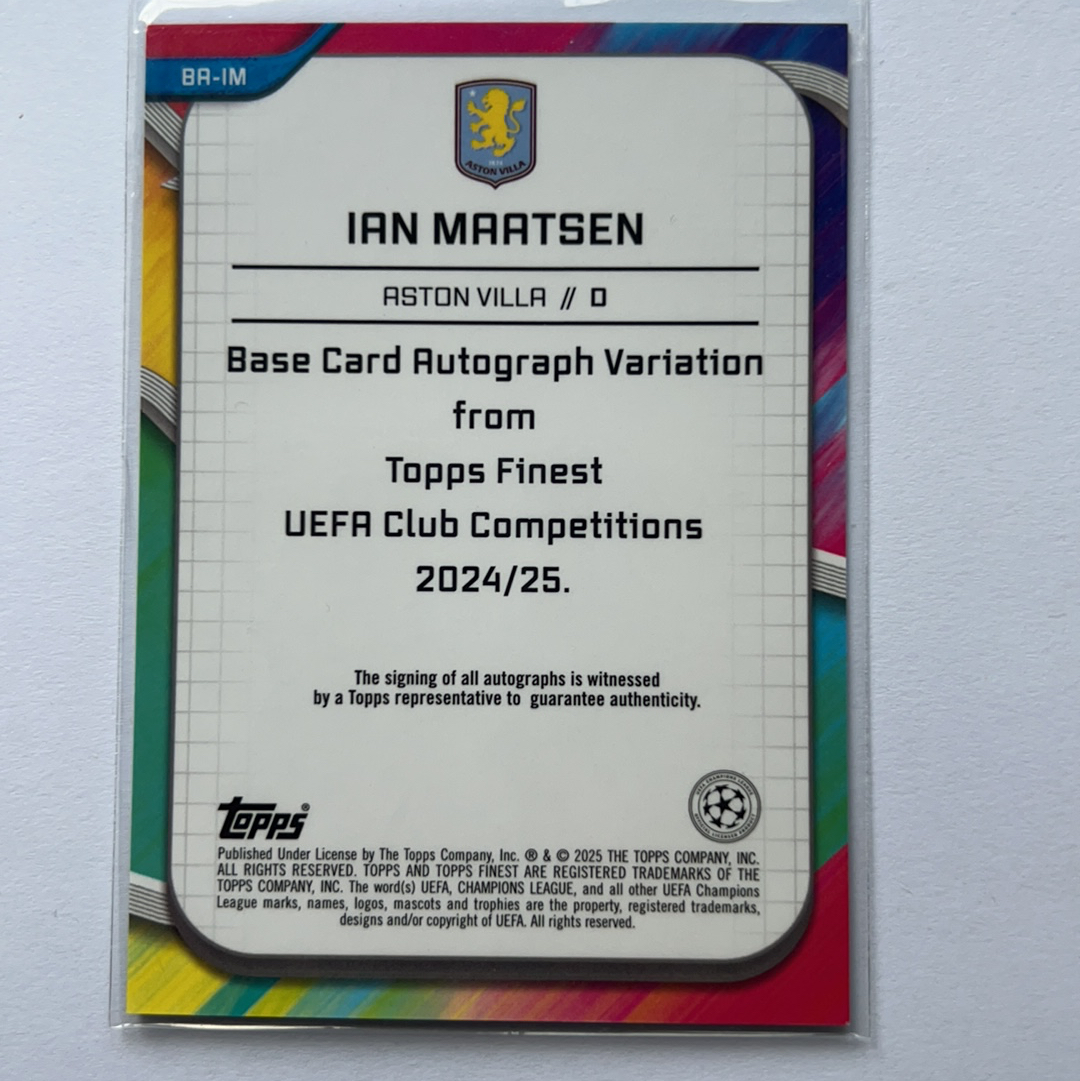 BA-IM
ASTON VILLA
IAN MAATSEN
ASTON VILLA // D
Base Card Autograph Variation
from
Topps Finest
UEFA Club Competitions
2024/25.
The signing of all autographs is witnessed
by a Topps representative to guarantee authenticity.
topps®
Published Under License by The Topps Company, Inc. ® & © 2025 THE TOPPS COMPANY, INC.
ALL RIGHTS RESERVED. TOPPS AND TOPPS FINEST ARE REGISTERED TRADEMARKS OF THE
TOPPS COMPANY, INC. The word(s) UEFA, CHAMPIONS LEAGUE, and all other UEFA Champions
League marks, names, logos, mascots and trophies are the property, registered trademarks,
designs and/or copyright of UEFA. All rights reserved.